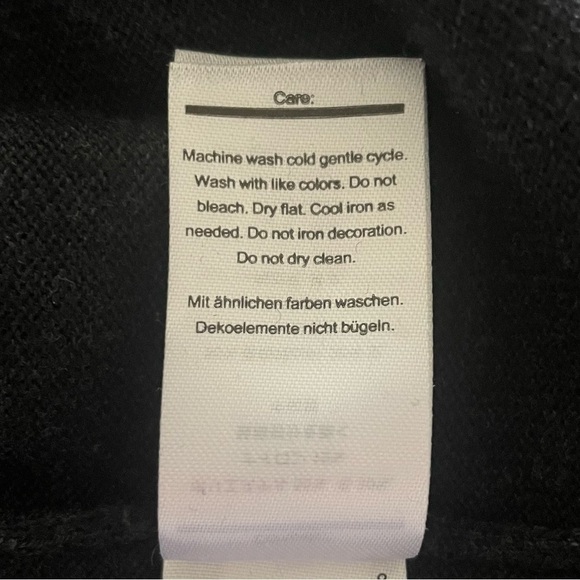 Care:
Machine wash cold gentle cycle.
Wash with like colors. Do not
bleach. Dry flat. Cool iron as
needed. Do not iron decoration.
Do not dry clean.
Mit ähnlichen farben waschen.
Dekoelemente nicht bügeln.